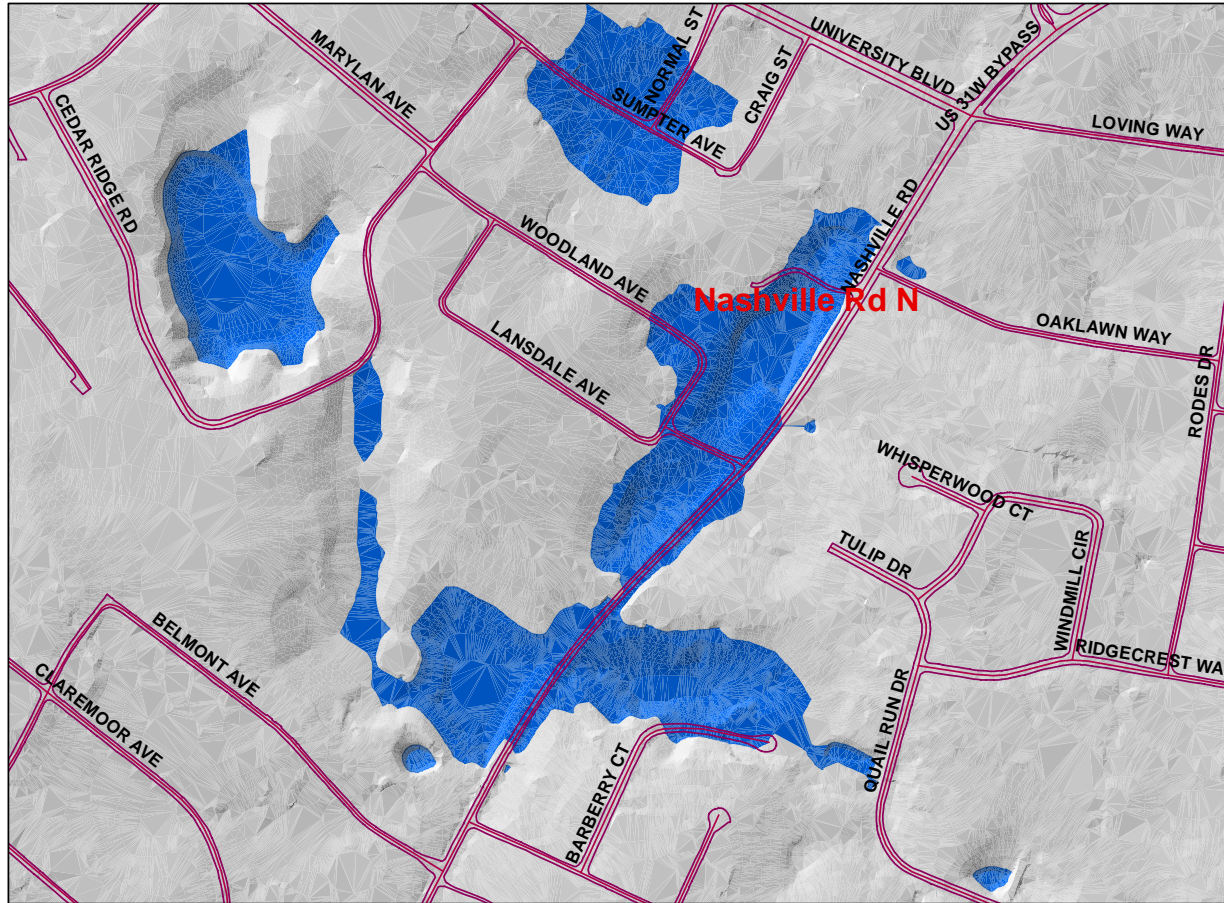 MARYLAN AVE
NORMAL ST
UNIVERSITY BLVD
US 31W BYPASS
CRAIG ST
CEDAR RIDGE RD
SUMPTER AVE
LOVING WAY
WOODLAND AVE
NASHVILLE RD
Nashville Rd N
LANSDALE AVE
OAKLAWN WAY
RODES DR
WHISPERWOOD CT
TULIP DR
WINDMILL CIR
BELMONT AVE
RIDGECREST WA
CLAREMOOR AVE
QUAIL RUN DR
BARBERRY CT